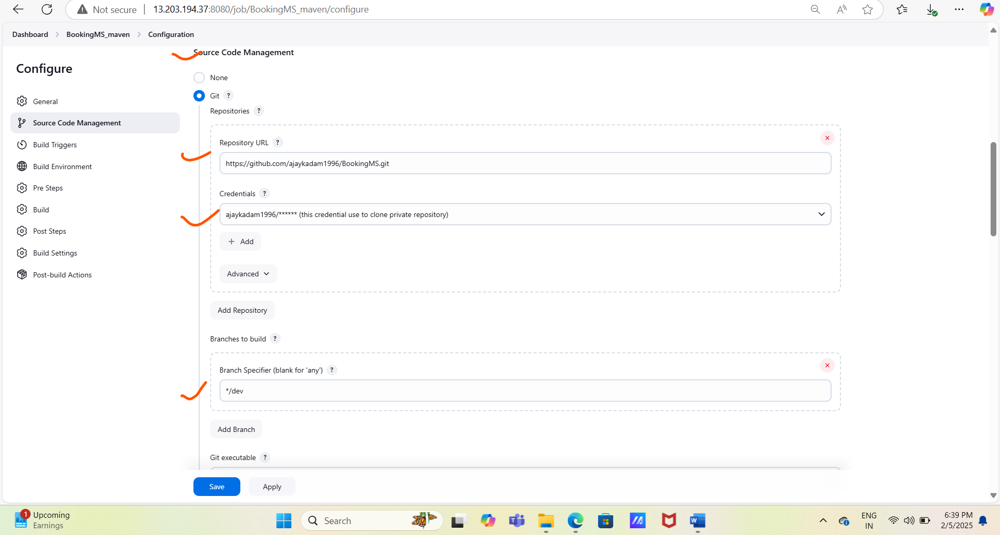 Not secure
13.203.194.37:8080/job/BookingMS_maven/configure
Dashboard > BookingMS_maven > Configuration
Configure
General
Source Code Management
Build Triggers
Build Environment
Pre Steps
Build
Post Steps
Build Settings
Post-build Actions
Source Code Management
None
Git ?
Repositories ?
Repository URL ?
https://github.com/ajaykadam1996/BookingMS.git
Credentials ?
ajaykadam1996/****** (this credential use to clone private repository)
+ Add
Advanced
Add Repository
Branches to build ?
Branch Specifier (blank for 'any') ?
*/dev
Add Branch
Git executable ?
Save
Apply
1
Upcoming
Earnings
Search
ENG
IN
6:39 PM
2/5/2025